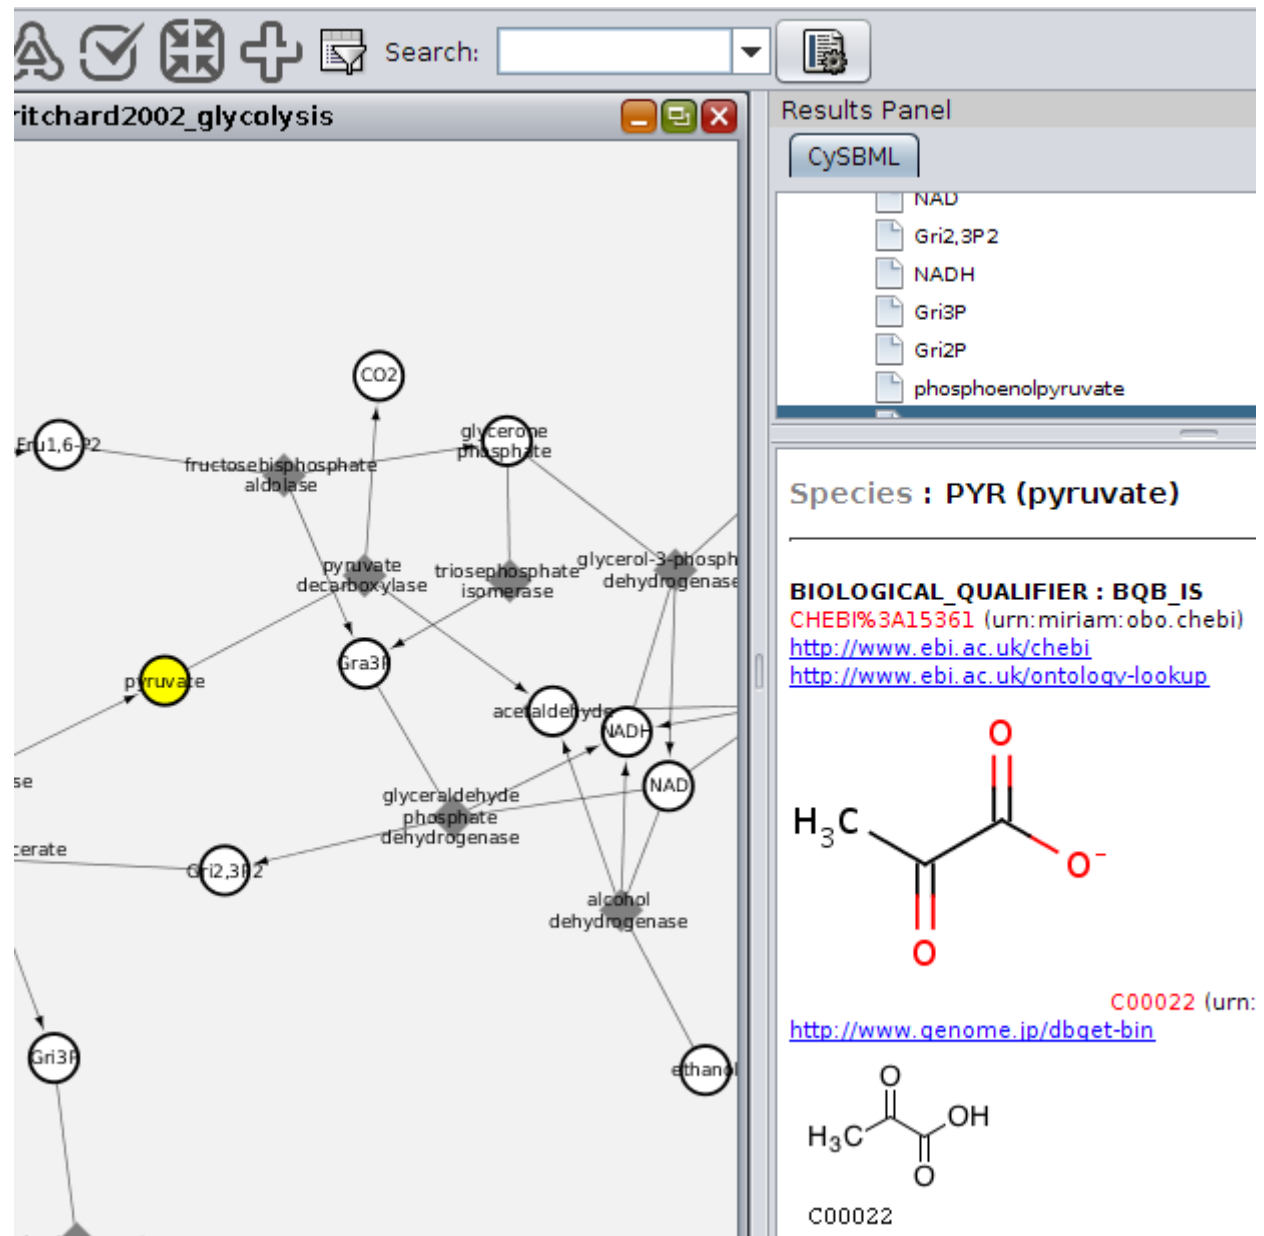 Search:
ritchard2002_glycolysis
CO2
Fru1,6-P2
glycerone
phosphate
fructosebisphosphate
aldolase
pyruvate
decarboxylase
triosephosphate
isomerase
glycerol-3-phosph
dehydrogenase
Gra3P
pyruvate
acetaldehyde
NADH
NAD
se
glyceraldehyde
phosphate
dehydrogenase
cerate
Gri2,3P2
alcohol
dehydrogenase
Gri3P
ethanol
Results Panel
CySBML
NAD
Gri2,3P2
NADH
Gri3P
Gri2P
phosphoenolpyruvate
Species : PYR (pyruvate)
BIOLOGICAL_QUALIFIER : BQB_IS
CHEBI%3A15361 (urn:miriam:obo.chebi)
http://www.ebi.ac.uk/chebi
http://www.ebi.ac.uk/ontology-lookup
O
H3C
O-
O
C00022 (urn:
http://www.genome.jp/dbget-bin
O
OH
H3C
O
C00022